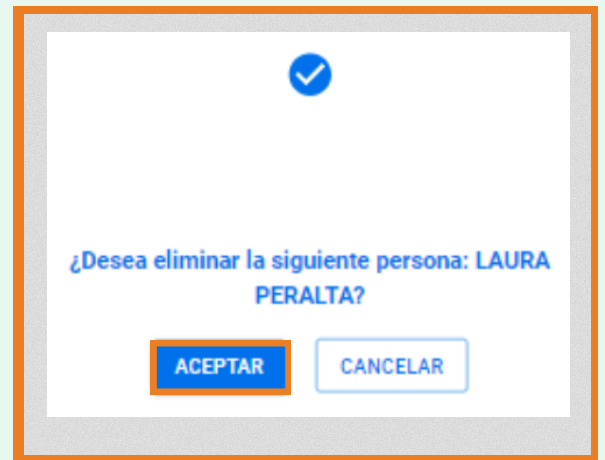 ¿Desea eliminar la siguiente persona: LAURA
PERALTA?
ACEPTAR
CANCELAR